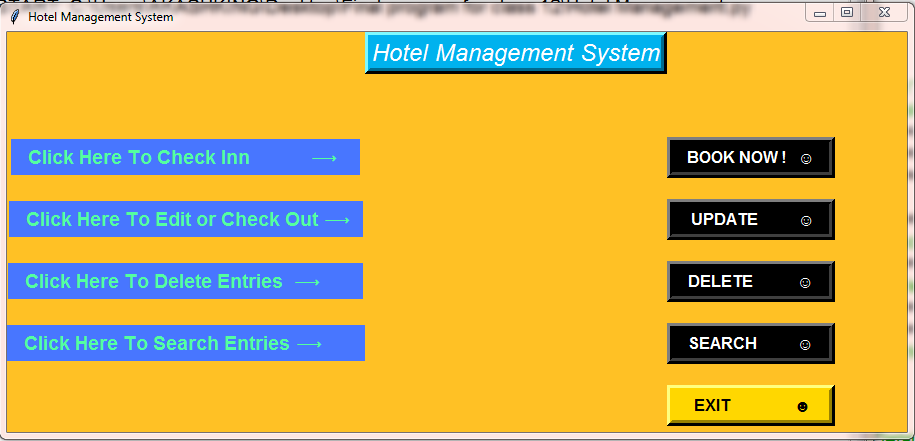 Hotel Management System
Hotel Management System
Click Here To Check Inn ⟶ BOOK NOW ! ☺
Click Here To Edit or Check Out ⟶ UPDATE ☺
Click Here To Delete Entries ⟶ DELETE ☺
Click Here To Search Entries ⟶ SEARCH ☺
EXIT ☻